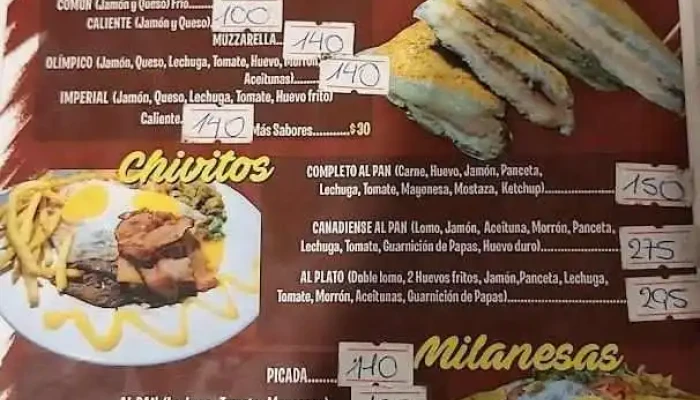 COMÚN (Jamón y Queso) Frío
100
CALIENTE (Jamón y Queso).
MUZZARELLA...
140
OLÍMPICO (Jamón, Queso, Lechuga, Tomate, Huevo, Morrón,
Aceitunas).......
140
IMPERIAL (Jamón, Queso, Lechuga, Tomate, Huevo frito)
Caliente.
140
Más Sabores...........$30
Chivitos
COMPLETO AL PAN (Carne, Huevo, Jamón, Panceta,
Lechuga, Tomate, Mayonesa, Mostaza, Ketchup)..................
150
CANADIENSE AL PAN (Lomo, Jamón, Aceituna, Morrón, Panceta,
Lechuga, Tomate, Guarnición de Papas, Huevo duro)...................
275
AL PLATO (Doble lomo, 2 Huevos fritos, Jamón,Panceta, Lechuga,
Tomate, Morrón, Aceitunas, Guarnición de Papas)...........................
295
Milanesas
PICADA........
110
AL PAN